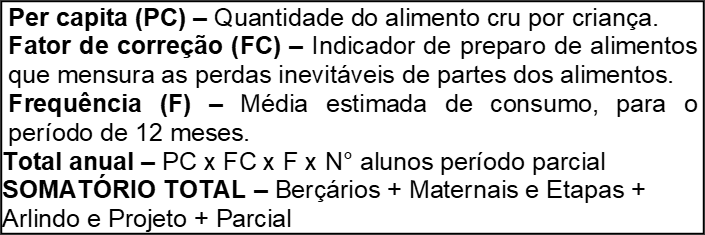 Per capita (PC) – Quantidade do alimento cru por criança.
Fator de correção (FC) – Indicador de preparo de alimentos
que mensura as perdas inevitáveis de partes dos alimentos.
Frequência (F) – Média estimada de consumo, para o
período de 12 meses.
Total anual – PC x FC x F x N° alunos período parcial
SOMATÓRIO TOTAL – Berçários + Maternais e Etapas +
Arlindo e Projeto + Parcial